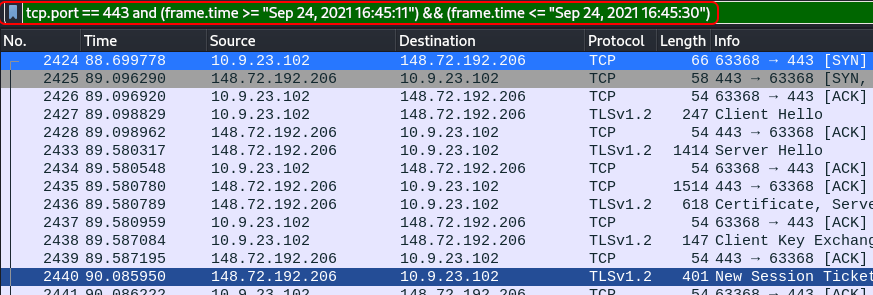 tcp.port == 443 and (frame.time >= "Sep 24, 2021 16:45:11") && (frame.time <= "Sep 24, 2021 16:45:30")
No. Time Source Destination Protocol Length Info
2424 88.699778 10.9.23.102 148.72.192.206 TCP 66 63368 → 443 [SYN]
2425 89.096290 148.72.192.206 10.9.23.102 TCP 58 443 → 63368 [SYN,
2426 89.096920 10.9.23.102 148.72.192.206 TCP 54 63368 → 443 [ACK]
2427 89.098829 10.9.23.102 148.72.192.206 TLSv1.2 247 Client Hello
2428 89.098962 148.72.192.206 10.9.23.102 TCP 54 443 → 63368 [ACK]
2433 89.580317 148.72.192.206 10.9.23.102 TLSv1.2 1414 Server Hello
2434 89.580548 10.9.23.102 148.72.192.206 TCP 54 63368 → 443 [ACK]
2435 89.580780 148.72.192.206 10.9.23.102 TCP 1514 443 → 63368 [ACK]
2436 89.580789 148.72.192.206 10.9.23.102 TLSv1.2 618 Certificate, Serve
2437 89.580959 10.9.23.102 148.72.192.206 TCP 54 63368 → 443 [ACK]
2438 89.587084 10.9.23.102 148.72.192.206 TLSv1.2 147 Client Key Exchang
2439 89.587195 148.72.192.206 10.9.23.102 TCP 54 443 → 63368 [ACK]
2440 90.085950 148.72.192.206 10.9.23.102 TLSv1.2 401 New Session Ticket
2441 90.086222 10.9.23.102 148.72.192.206 TCP 54 63368 → 443 [ACK]